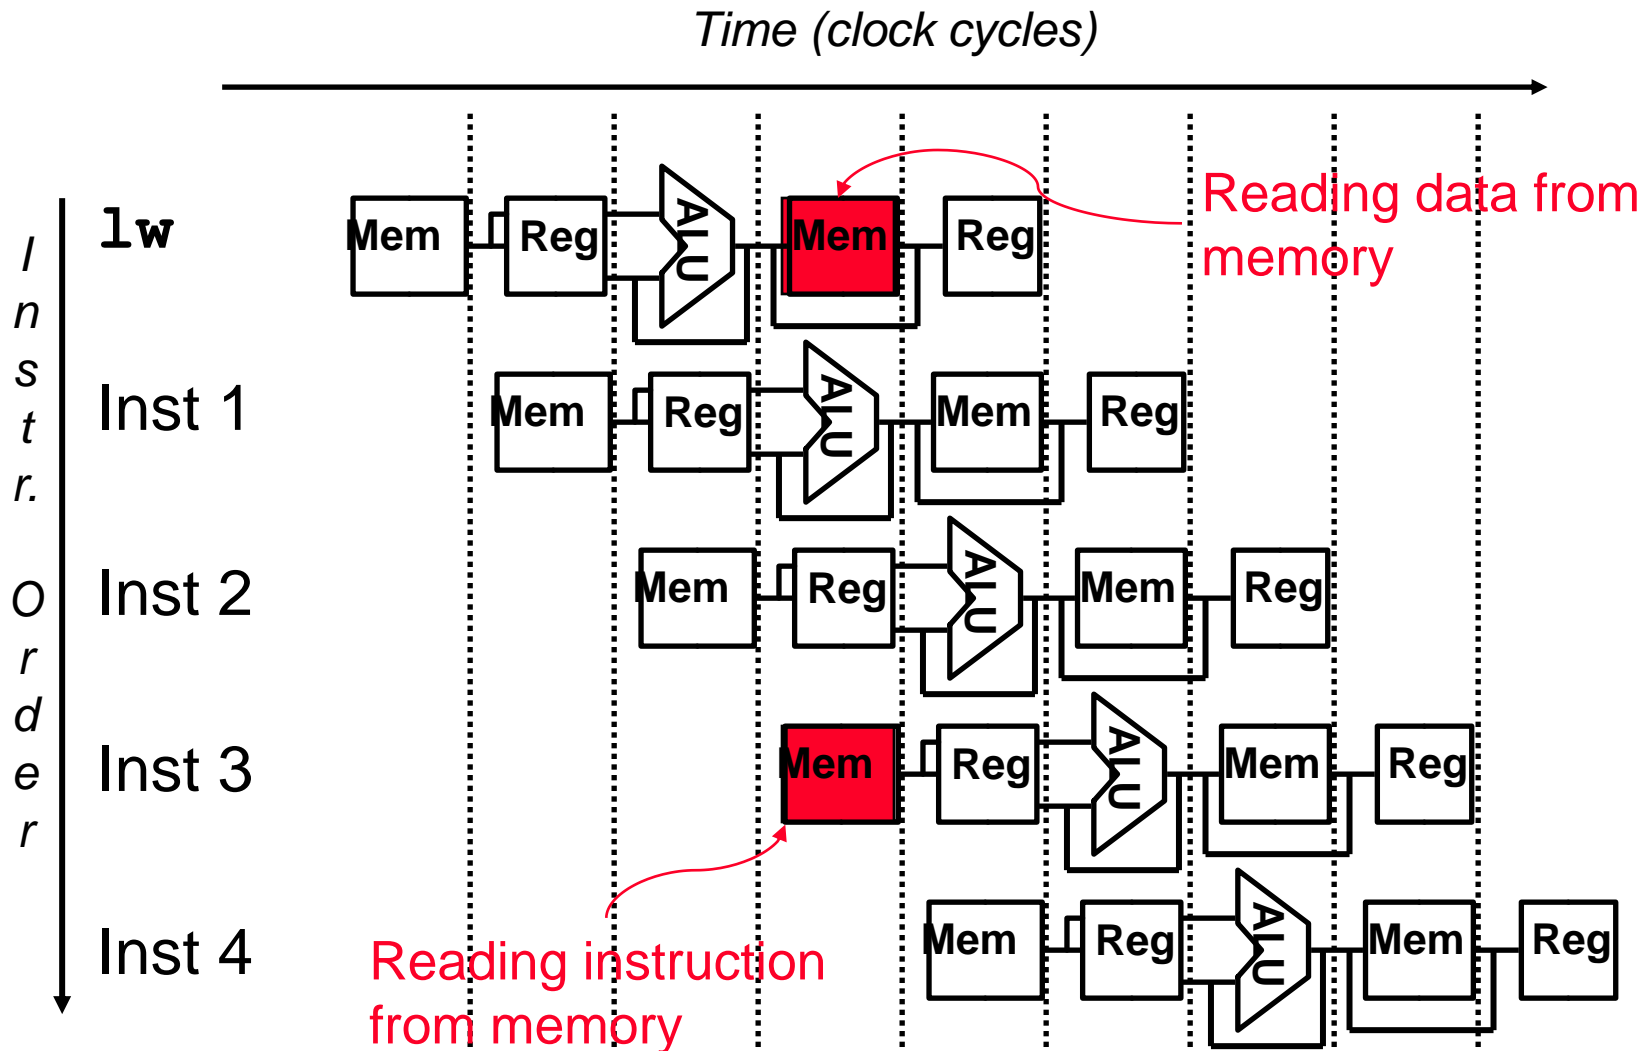 Time (clock cycles)
Instr. Order
lw
Mem Reg ALU Mem Reg
Reading data from
memory
Inst 1
Mem Reg ALU Mem Reg
Inst 2
Mem Reg ALU Mem Reg
Inst 3
Mem Reg ALU Mem Reg
Inst 4
Mem Reg ALU Mem Reg
Reading instruction
from memory